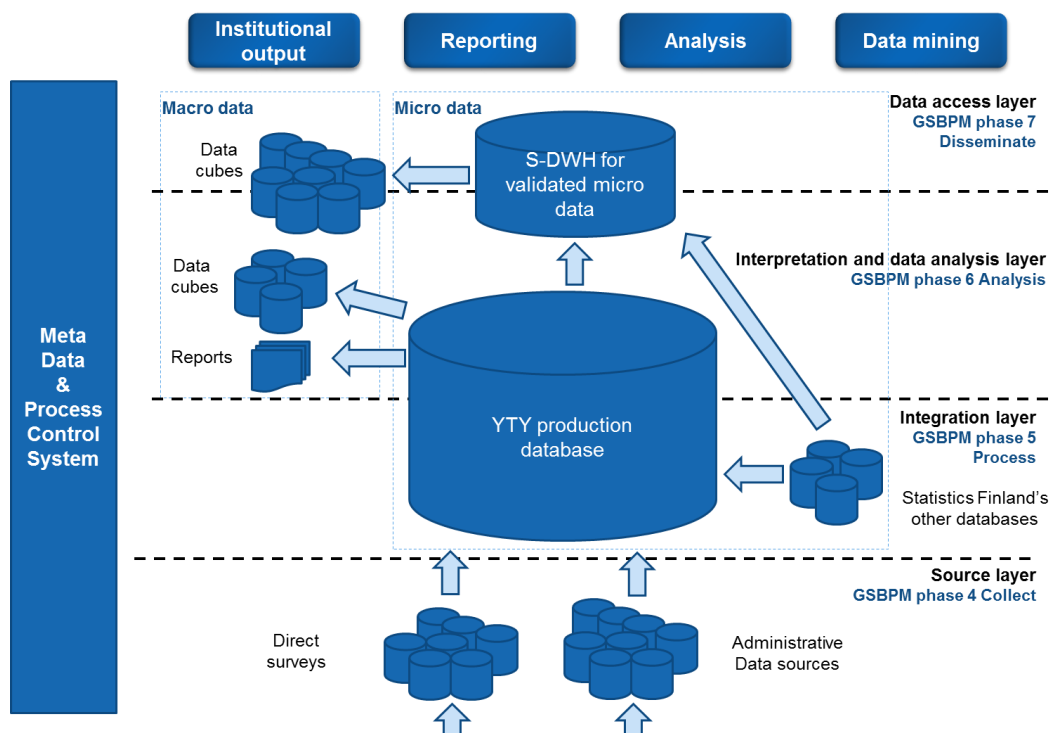 Institutional
output
Reporting
Analysis
Data mining
Meta
Data
&
Process
Control
System
Macro data
Micro data
Data access layer
GSBPM phase 7
Disseminate
Data
cubes
S-DWH for
validated micro
data
Interpretation and data analysis layer
GSBPM phase 6 Analysis
Data
cubes
Reports
YTY production
database
Integration layer
GSBPM phase 5
Process
Statistics Finland's
other databases
Source layer
GSBPM phase 4 Collect
Direct
surveys
Administrative
Data sources